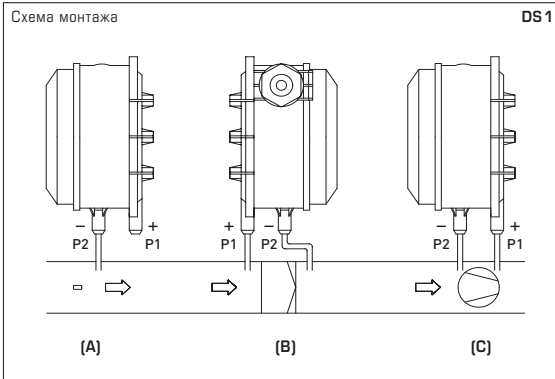 Схема монтажа DS1
– + + – – +
P2 P1 P1 P2 P2 P1
(A) (B) (C)